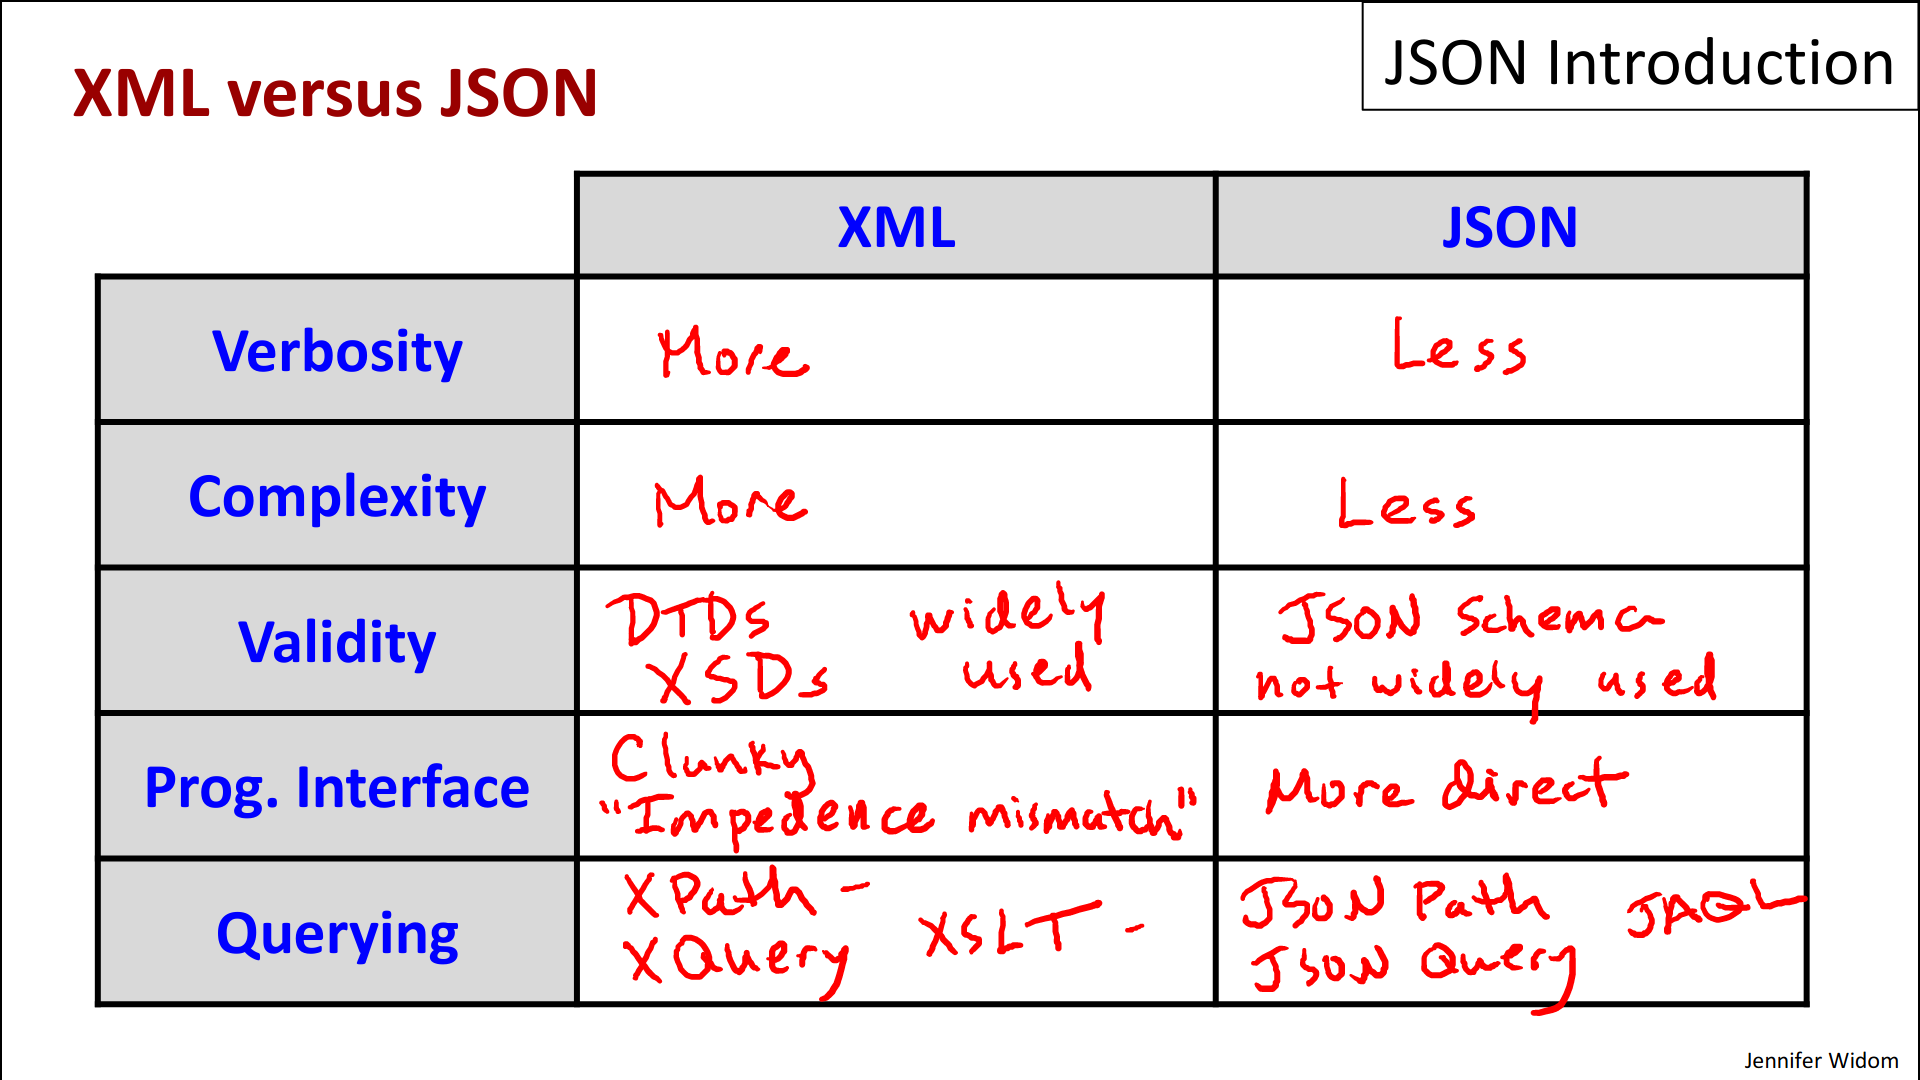 JSON Introduction
XML versus JSON
XML JSON
Verbosity More Less
Complexity More Less
Validity DTDs widely JSON Schema
XSDs used not widely used
Prog. Interface Clunky More direct
"Impedence mismatch"
Querying XPath - XSLT - JSON Path JAQL
XQuery JSON Query
Jennifer Widom